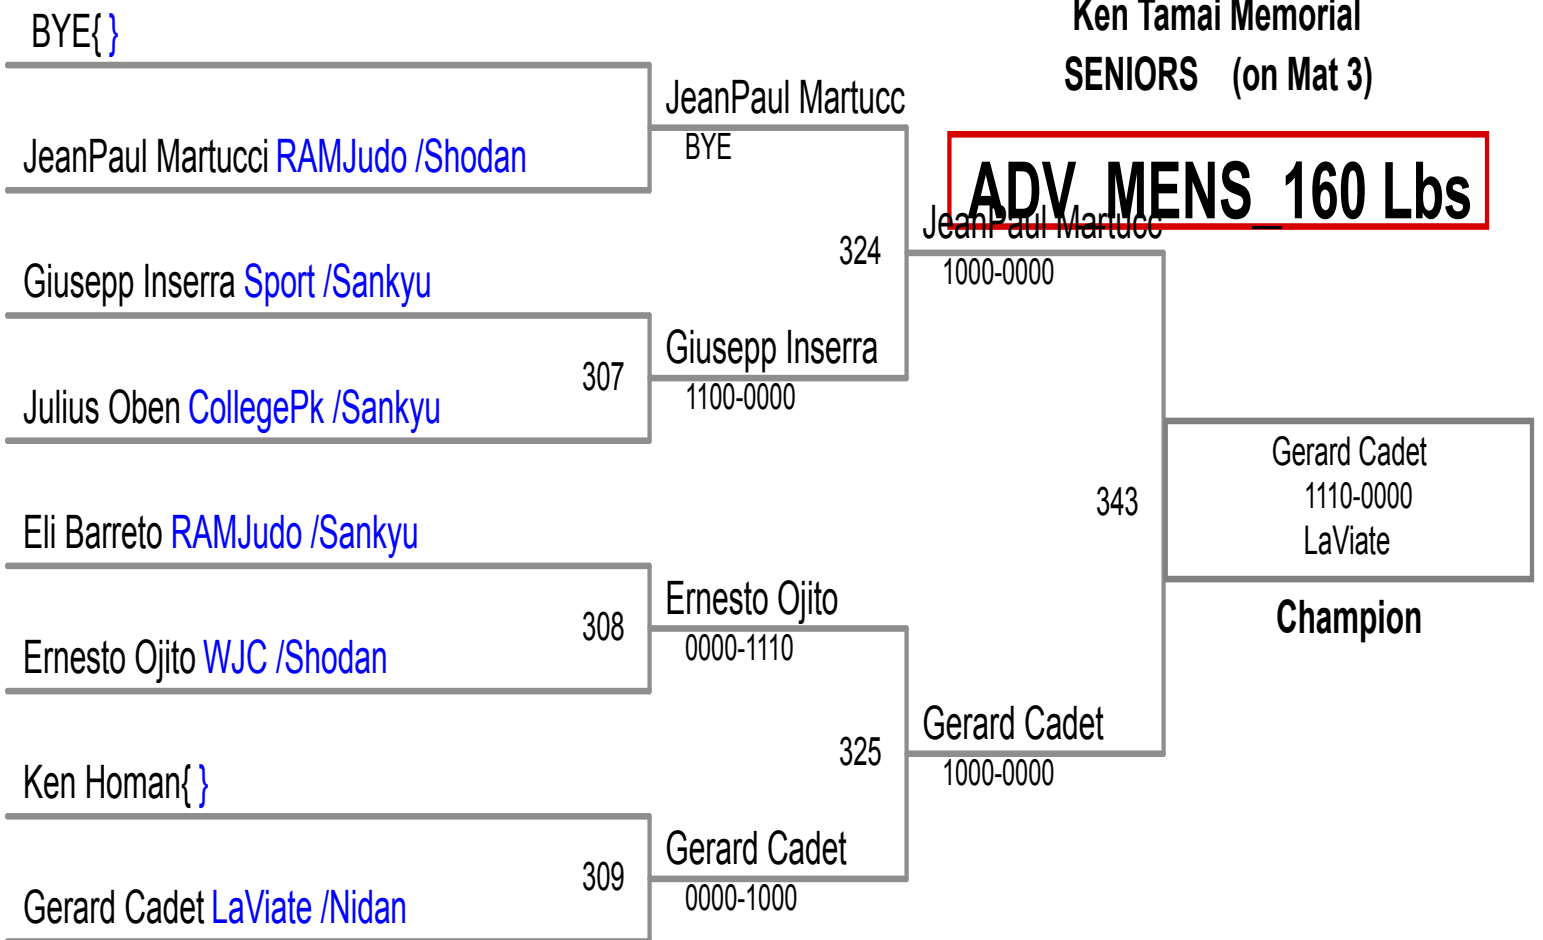 BYE{ }
Ken Tamai Memorial
SENIORS (on Mat 3)
ADV_MENS_160 Lbs
JeanPaul Martucc
BYE
JeanPaul Martucci RAMJudo /Shodan
324
JeanPaul Martucc
1000-0000
Giusepp Inserra Sport /Sankyu
307
Giusepp Inserra
1100-0000
Julius Oben CollegePk /Sankyu
343
Gerard Cadet
1110-0000
LaViate
Champion
Eli Barreto RAMJudo /Sankyu
308
Ernesto Ojito
0000-1110
Ernesto Ojito WJC /Shodan
325
Gerard Cadet
1000-0000
Ken Homan{ }
309
Gerard Cadet
0000-1000
Gerard Cadet LaViate /Nidan